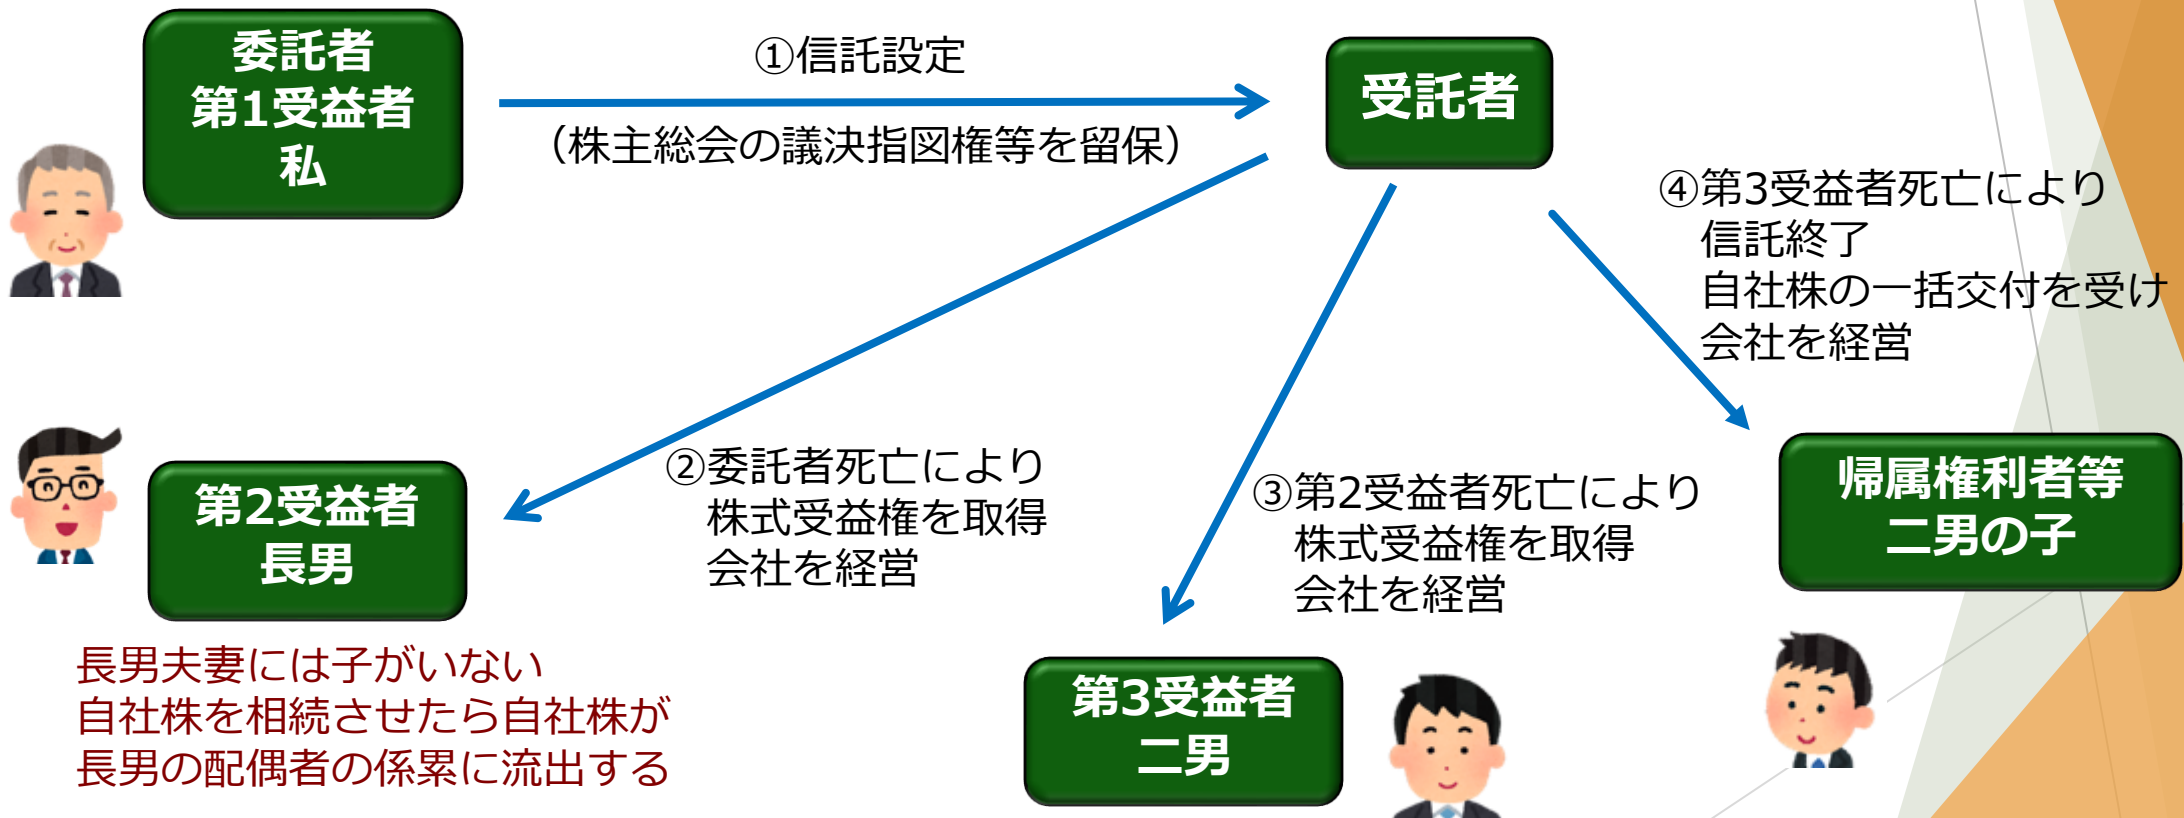 委託者
第1受益者
私
①信託設定
（株主総会の議決指図権等を留保）
受託者
④第3受益者死亡により
信託終了
自社株の一括交付を受け
会社を経営
第2受益者
長男
②委託者死亡により
株式受益権を取得
会社を経営
③第2受益者死亡により
株式受益権を取得
会社を経営
帰属権利者等
二男の子
長男夫妻には子がいない
自社株を相続させたら自社株が
長男の配偶者の係累に流出する
第3受益者
二男